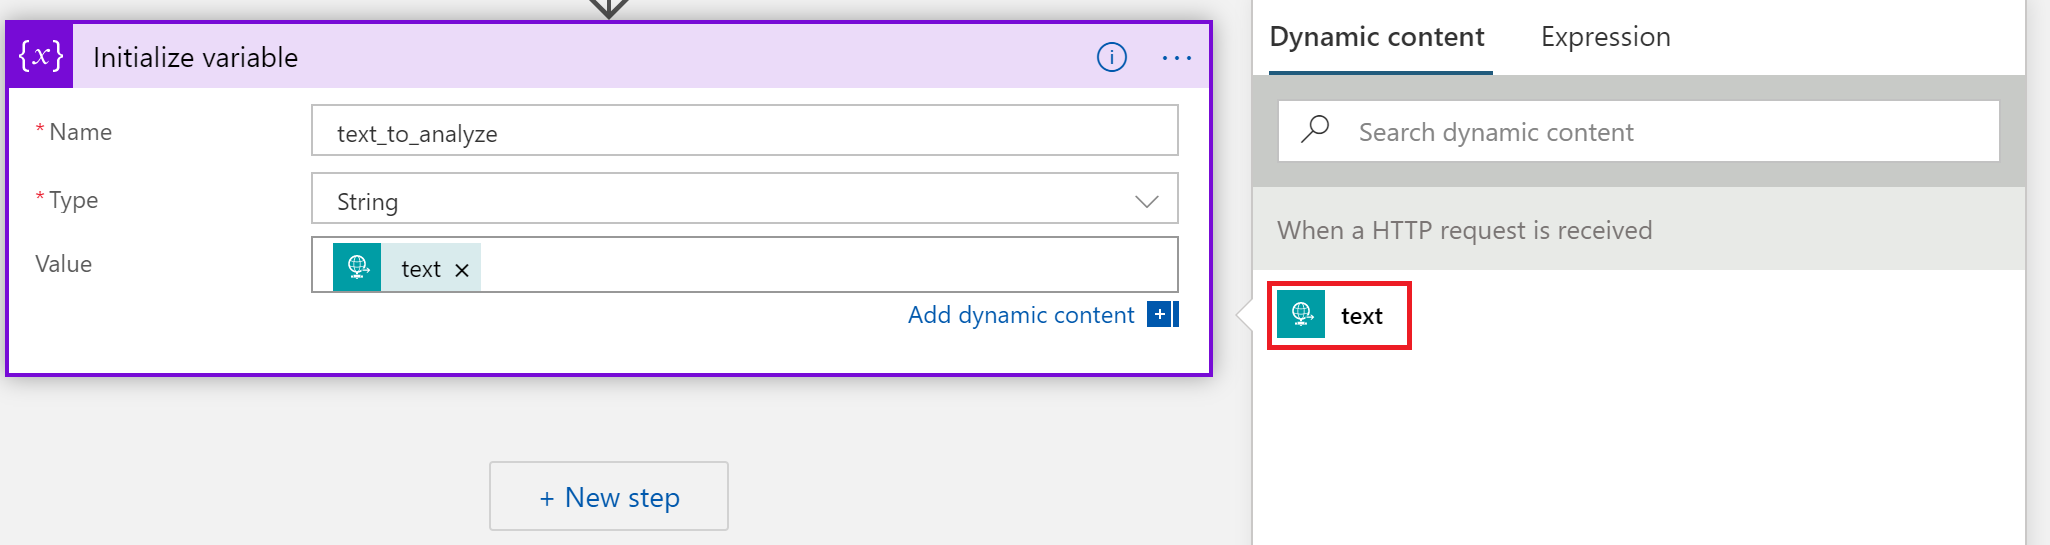 {x} Initialize variable i ...
* Name text_to_analyze
* Type String
Value text ×
Add dynamic content +
+ New step
Dynamic content Expression
Search dynamic content
When a HTTP request is received
text